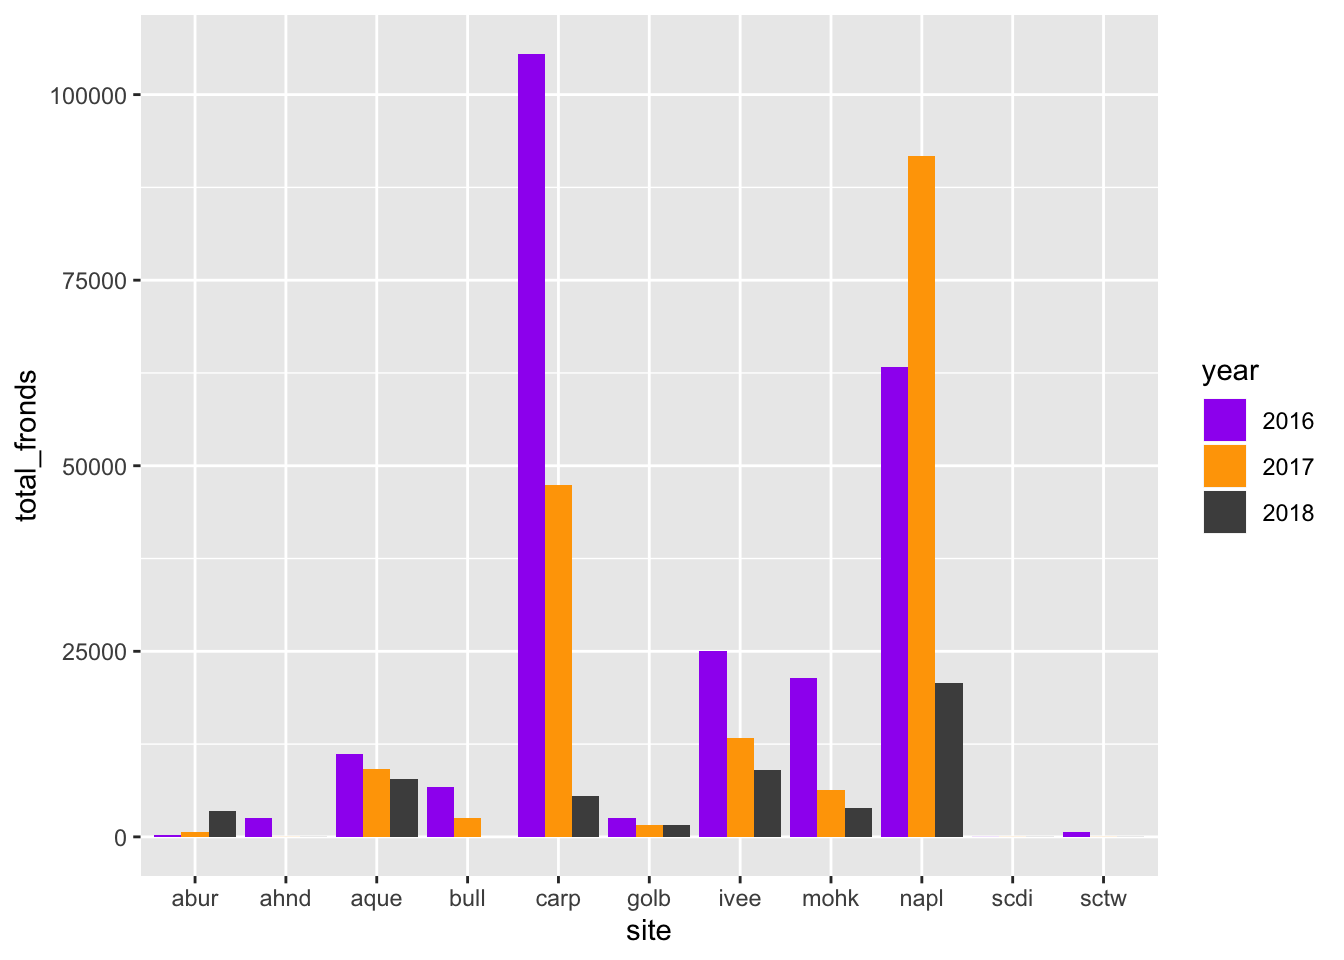 total_fronds
100000
75000
50000
25000
0
abur ahnd aque bull carp golb ivee mohk napl scdi sctw
site
year
2016
2017
2018